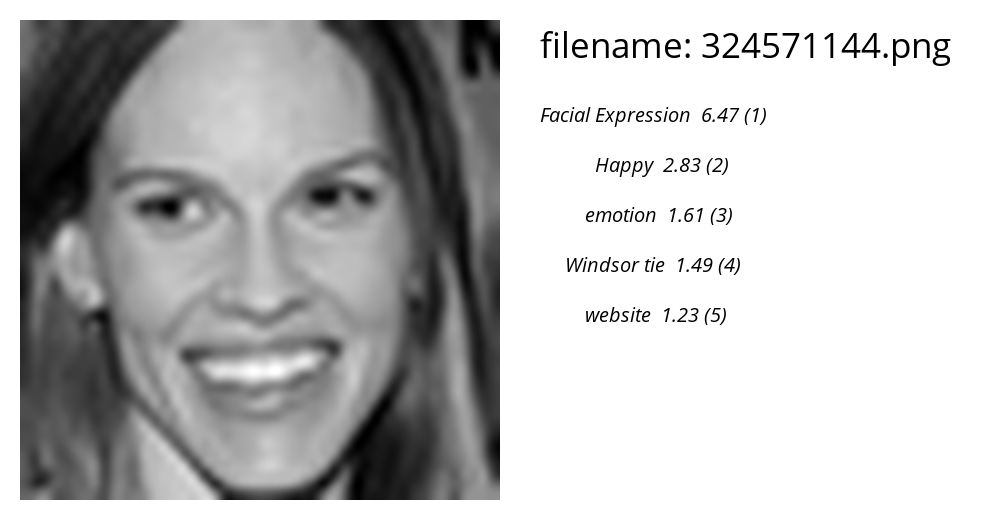 filename: 324571144.png
Facial Expression 6.47 (1)
Happy 2.83 (2)
emotion 1.61 (3)
Windsor tie 1.49 (4)
website 1.23 (5)